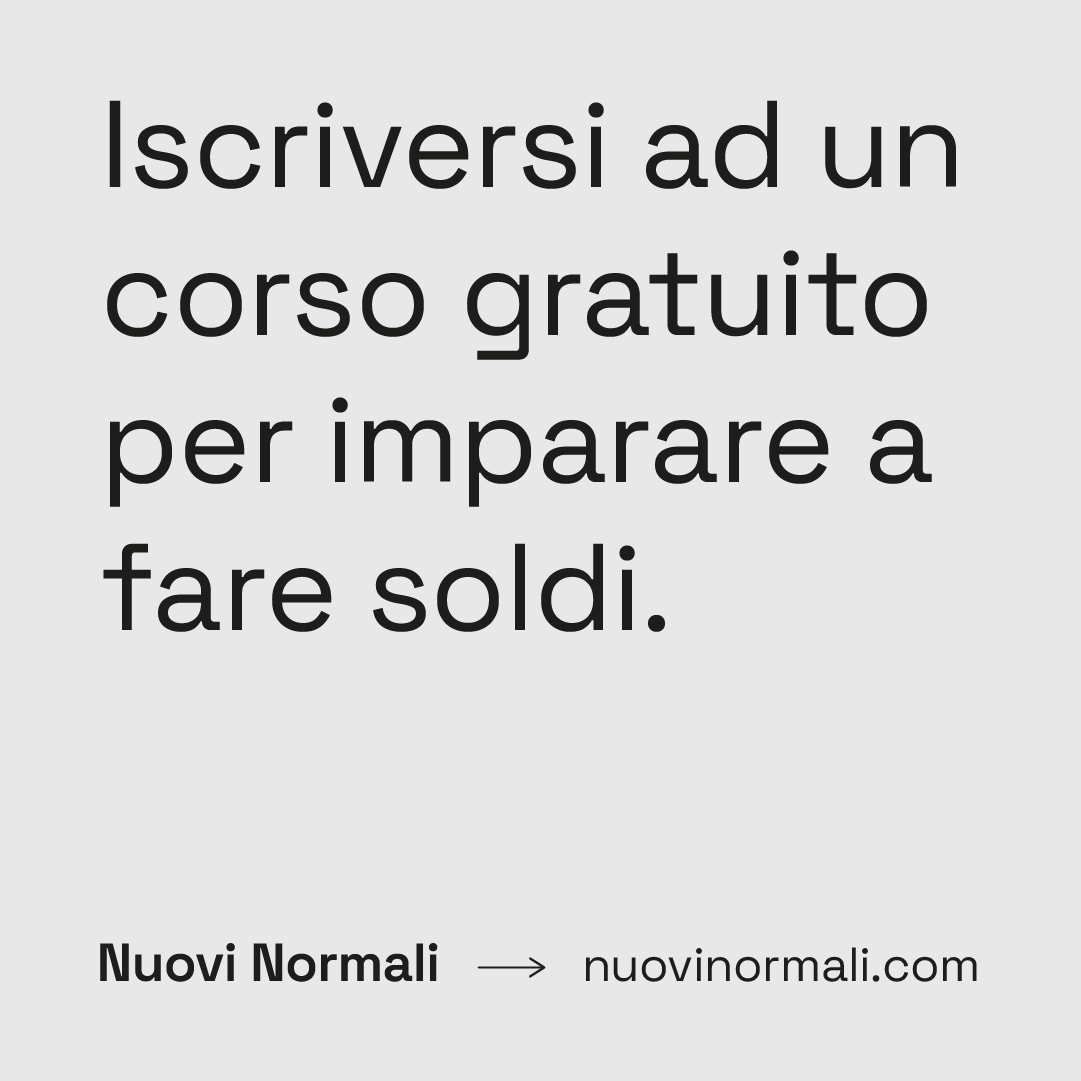 Iscriversi ad un
corso gratuito
per imparare a
fare soldi.
Nuovi Normali → nuovinormali.com